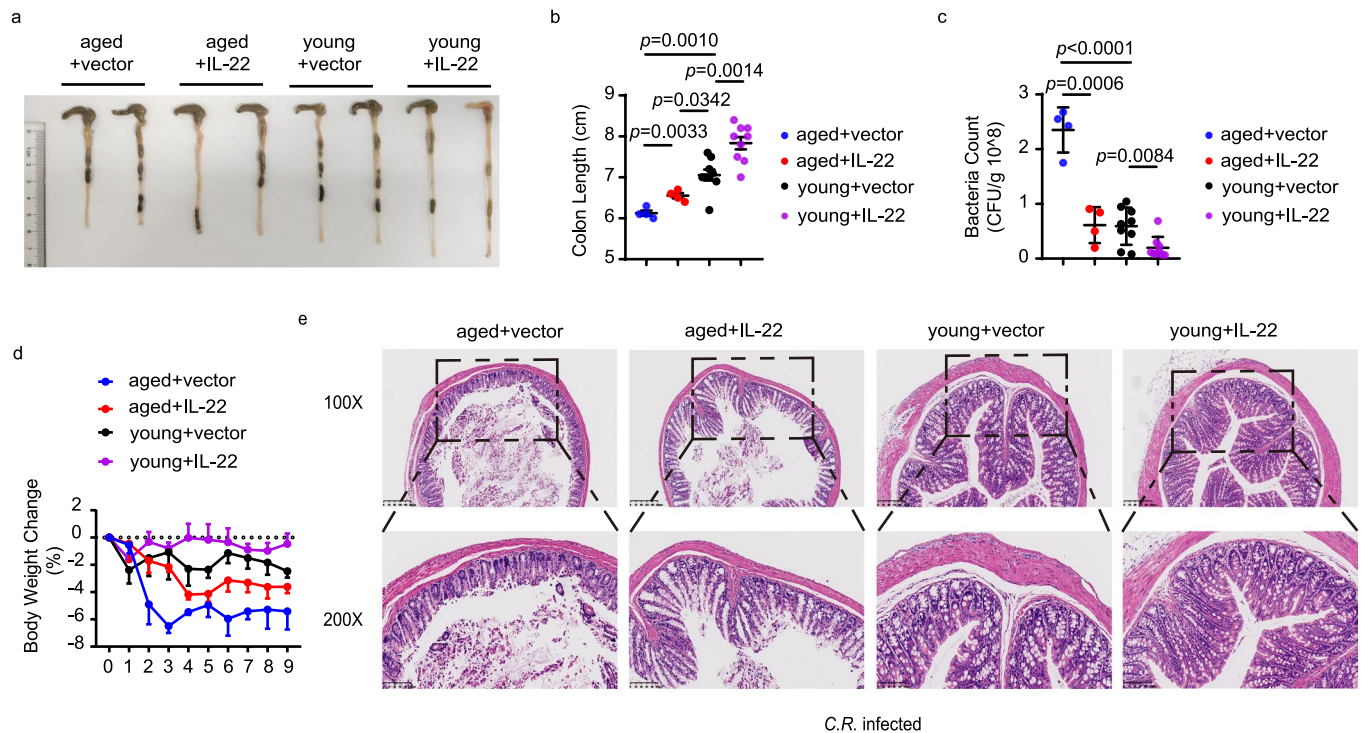 a
aged
+vector
aged
+IL-22
young
+vector
young
+IL-22
b
p=0.0010
p=0.0014
p=0.0342
p=0.0033
Colon Length (cm)
9
8
7
6
5
aged+vector
aged+IL-22
young+vector
young+IL-22
c
p<0.0001
p=0.0006
p=0.0084
Bacteria Count
(CFU/g 10^8)
3
2
1
0
aged+vector
aged+IL-22
young+vector
young+IL-22
d
aged+vector
aged+IL-22
young+vector
young+IL-22
Body Weight Change
(%)
2
0
-2
-4
-6
-8
0 1 2 3 4 5 6 7 8 9
e
aged+vector
aged+IL-22
young+vector
young+IL-22
100X
200X
C.R. infected